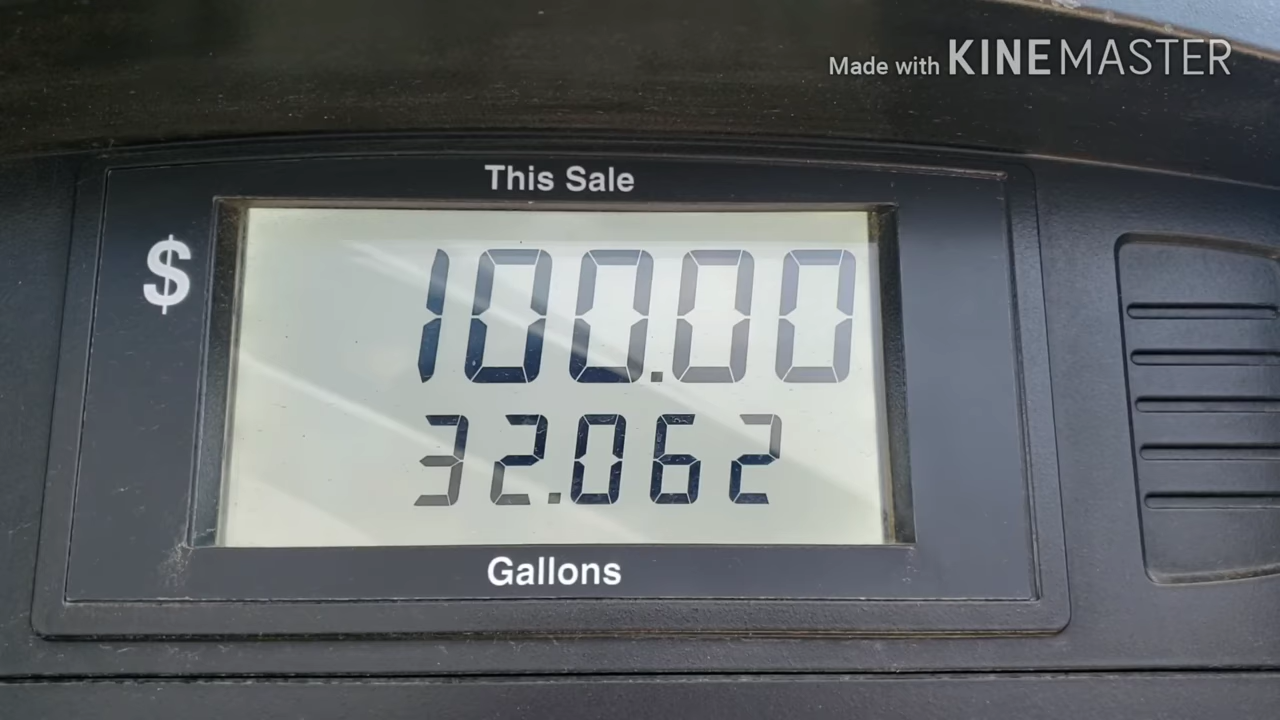 Made with KINEMASTER
This Sale
$ 100.00
32.062
Gallons